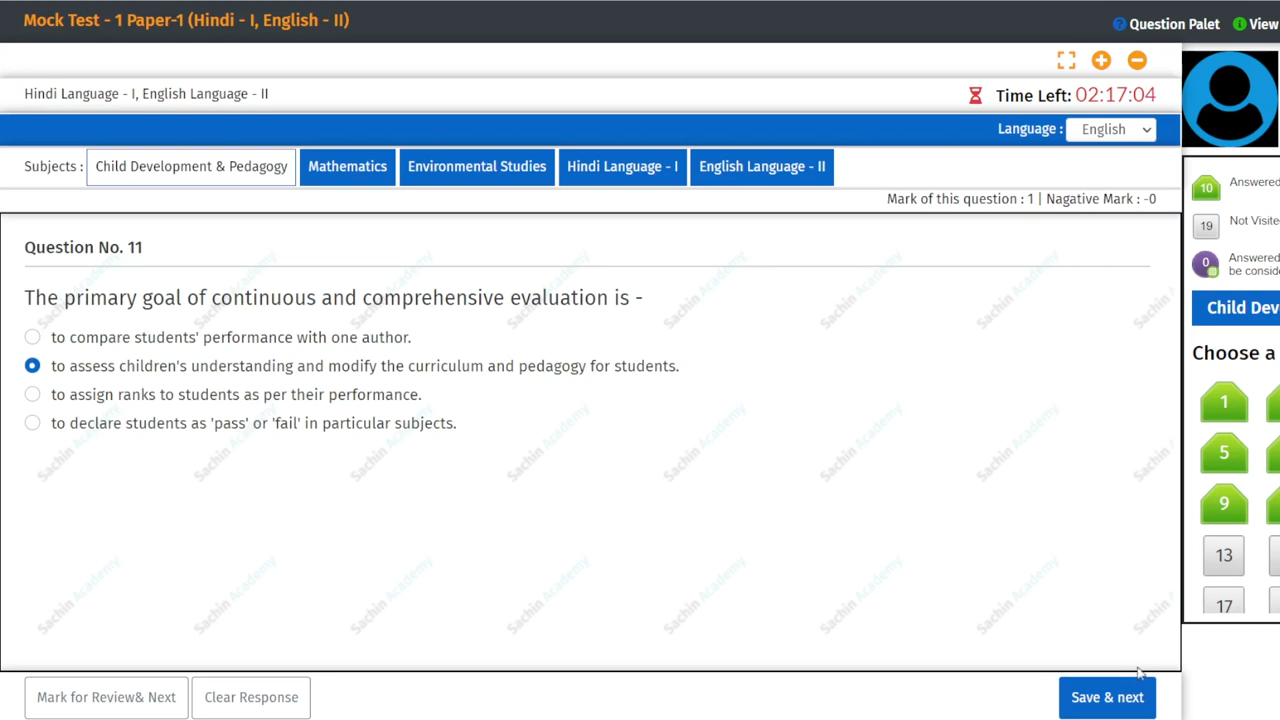 Mock Test - 1 Paper-1 (Hindi - I, English - II)
Question Palet
View
Hindi Language - I, English Language - II
Time Left: 02:17:04
Language : English
Subjects : Child Development & Pedagogy Mathematics Environmental Studies Hindi Language - I English Language - II
Mark of this question : 1 | Nagative Mark : -0
Question No. 11
The primary goal of continuous and comprehensive evaluation is -
to compare students' performance with one author.
to assess children's understanding and modify the curriculum and pedagogy for students.
to assign ranks to students as per their performance.
to declare students as 'pass' or 'fail' in particular subjects.
Mark for Review& Next
Clear Response
Save & next
10 Answered
19 Not Visite
0 Answered
be conside
Child Dev
Choose a
1
5
9
13
17
Sachin Academy